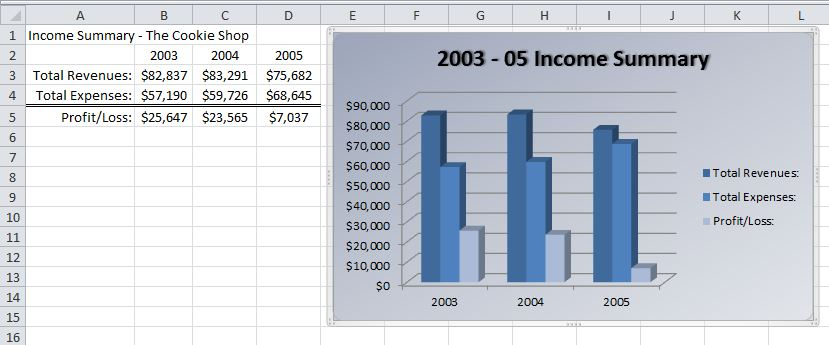 A B C D E F G H I J K L
1 Income Summary - The Cookie Shop
2 2003 2004 2005
3 Total Revenues: $82,837 $83,291 $75,682
4 Total Expenses: $57,190 $59,726 $68,645
5 Profit/Loss: $25,647 $23,565 $7,037
6
7
8
9
10
11
12
13
14
15
16
2003 - 05 Income Summary
$90,000
$80,000
$70,000
$60,000
$50,000
$40,000
$30,000
$20,000
$10,000
$0
2003 2004 2005
Total Revenues:
Total Expenses:
Profit/Loss: